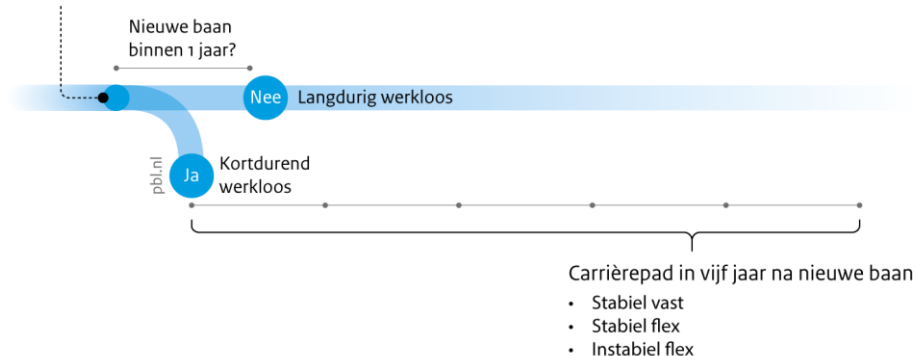 Nieuwe baan
binnen 1 jaar?
Nee
Langdurig werkloos
pbl.nl
Ja
Kortdurend
werkloos
Carrièrepad in vijf jaar na nieuwe baan
• Stabiel vast
• Stabiel flex
• Instabiel flex